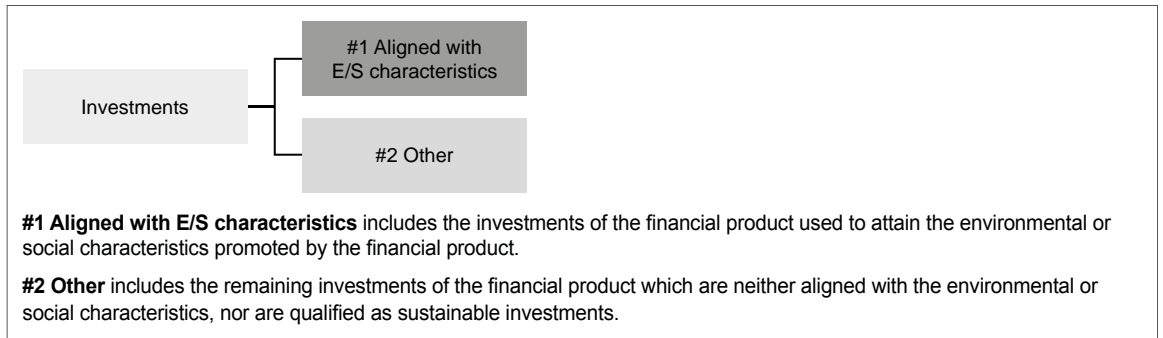 #1 Aligned with
E/S characteristics
Investments
#2 Other
#1 Aligned with E/S characteristics includes the investments of the financial product used to attain the environmental or
social characteristics promoted by the financial product.
#2 Other includes the remaining investments of the financial product which are neither aligned with the environmental or
social characteristics, nor are qualified as sustainable investments.